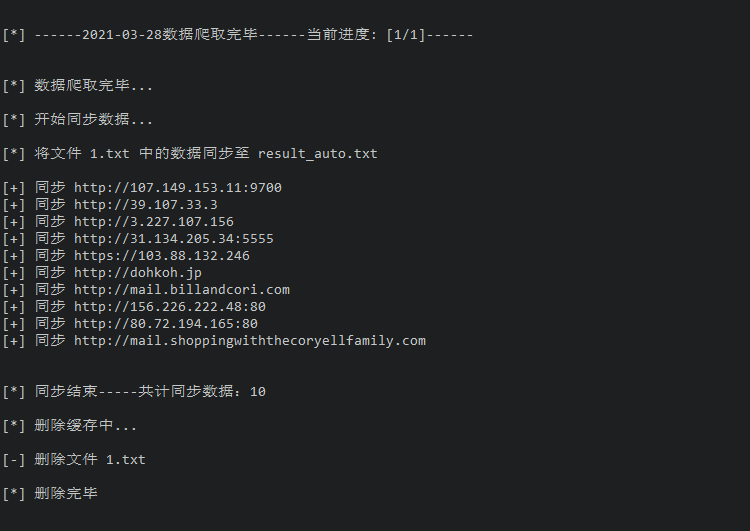 [*] ------2021-03-28数据爬取完毕------当前进度: [1/1]------
[*] 数据爬取完毕...
[*] 开始同步数据...
[*] 将文件 1.txt 中的数据同步至 result_auto.txt
[+] 同步 http://107.149.153.11:9700
[+] 同步 http://39.107.33.3
[+] 同步 http://3.227.107.156
[+] 同步 http://31.134.205.34:5555
[+] 同步 https://103.88.132.246
[+] 同步 http://dohkoh.jp
[+] 同步 http://mail.billandcori.com
[+] 同步 http://156.226.222.48:80
[+] 同步 http://80.72.194.165:80
[+] 同步 http://mail.shoppingwiththecoryellfamily.com
[*] 同步结束-----共计同步数据：10
[*] 删除缓存中...
[-] 删除文件 1.txt
[*] 删除完毕